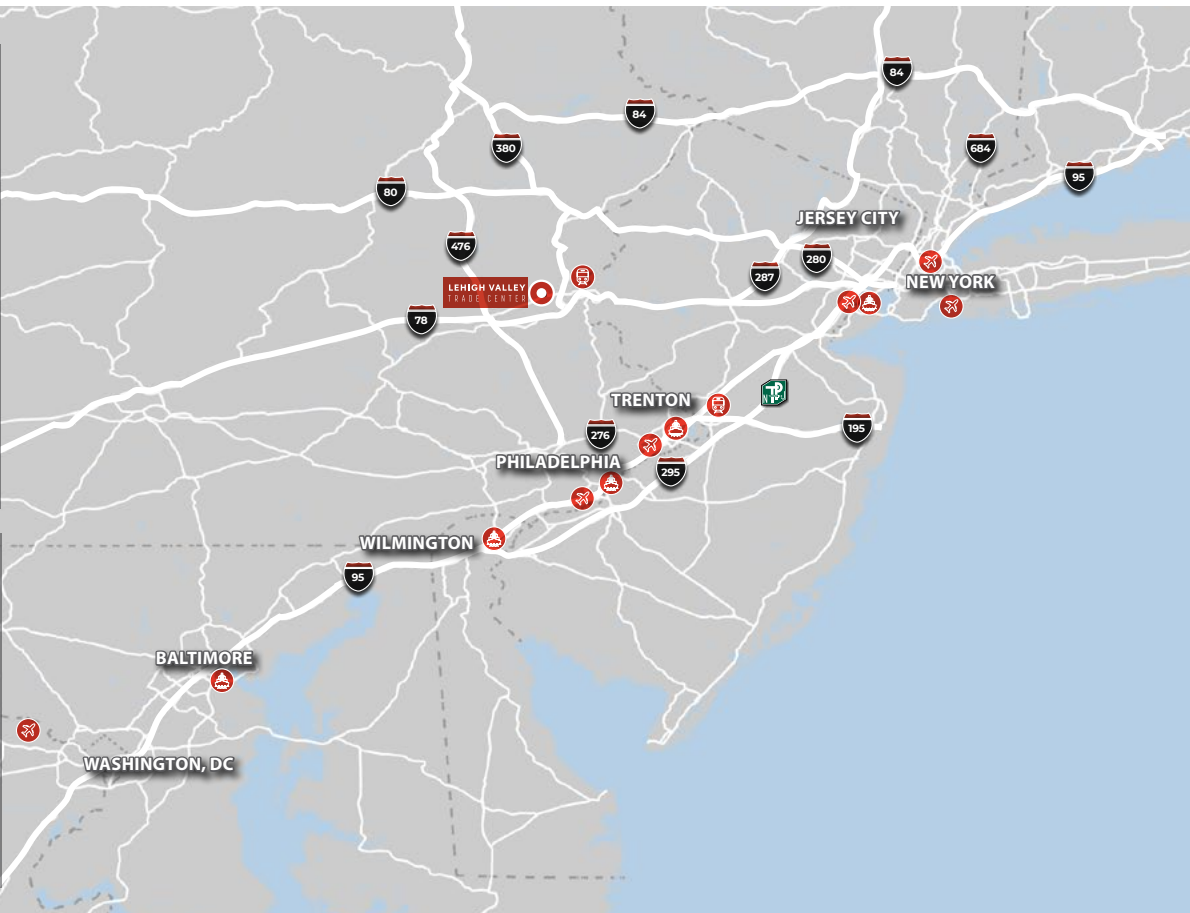 84
84
380
684
95
80
JERSEY CITY
476
280
287
LEHIGH VALLEY
TRADE CENTER
NEW YORK
78
TRENTON
195
276
PHILADELPHIA
295
WILMINGTON
95
BALTIMORE
WASHINGTON, DC